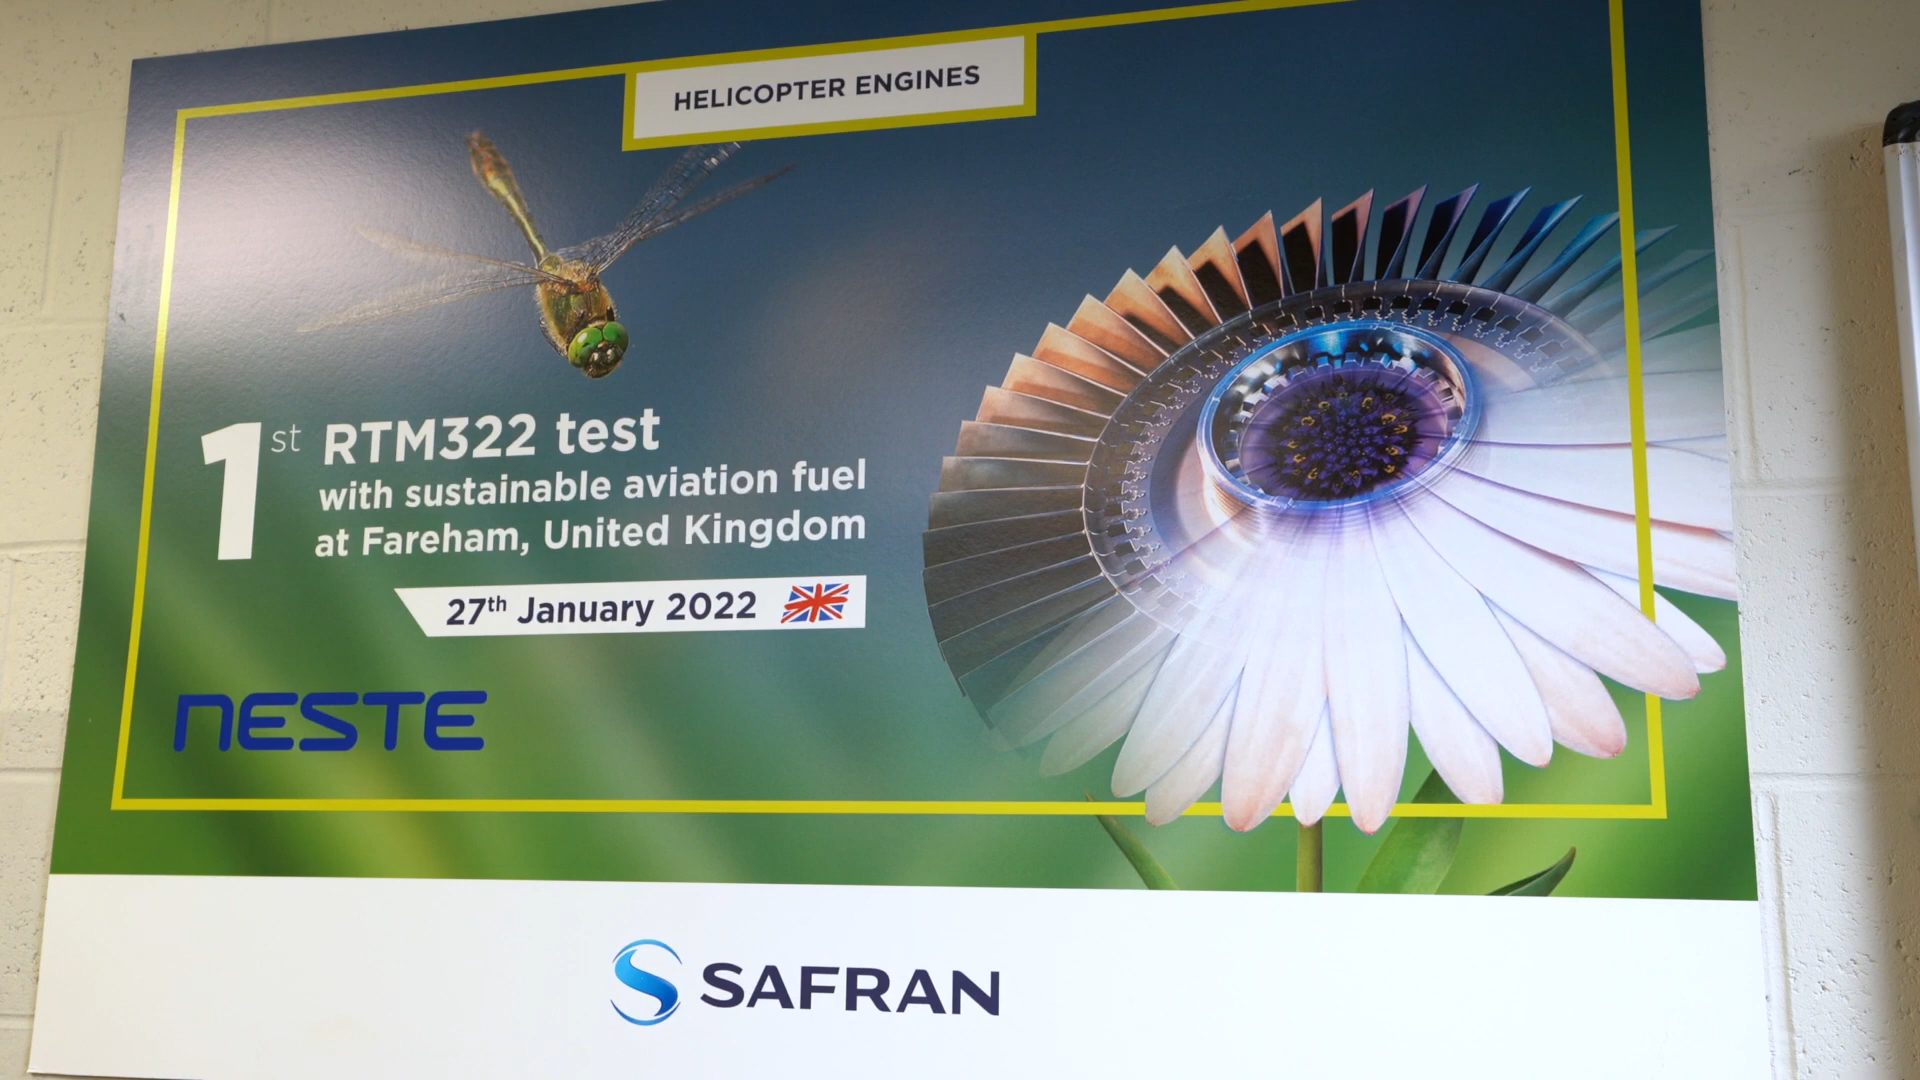 HELICOPTER ENGINES
1st RTM322 test
with sustainable aviation fuel
at Fareham, United Kingdom
27th January 2022
NESTE
SAFRAN